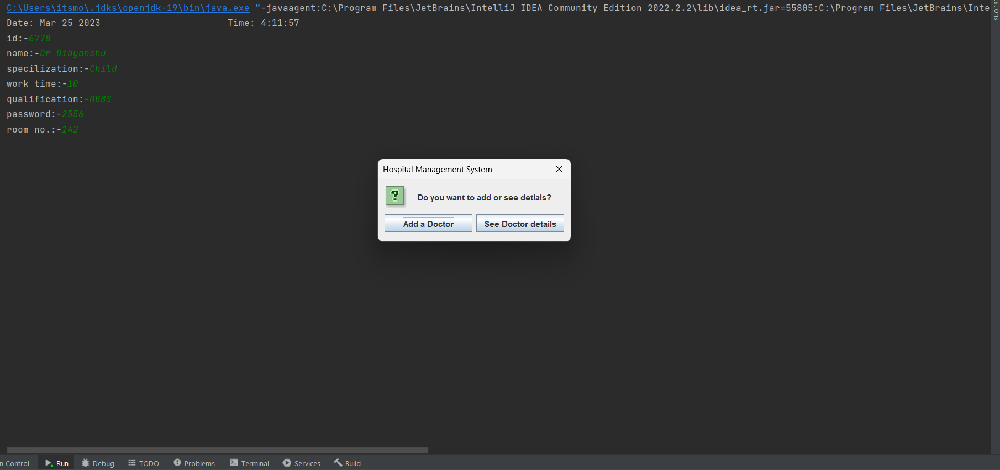 C:\Users\itsmo\.jdks\openjdk-19\bin\java.exe "-javaagent:C:\Program Files\JetBrains\IntelliJ IDEA Community Edition 2022.2.2\lib\idea_rt.jar=55805:C:\Program Files\JetBrains\Inte
Date: Mar 25 2023 Time: 4:11:57
id:-6778
name:-Dr Dibyanshu
specilization:-Child
work time:-10
qualification:-MBBS
password:-2556
room no.:-142
Hospital Management System
?
Do you want to add or see detials?
Add a Doctor See Doctor details
n Control Run Debug TODO Problems Terminal Services Build